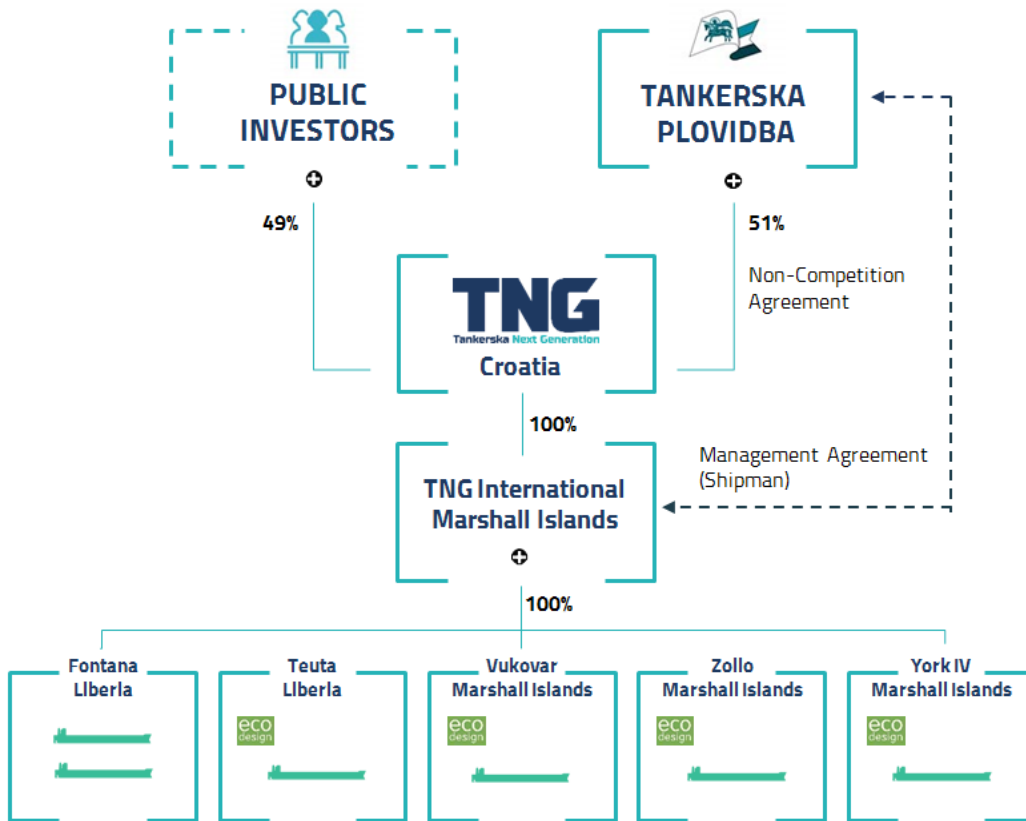 PUBLIC
INVESTORS
TANKERSKA
PLOVIDBA
49%
51%
Non-Competition
Agreement
TNG
Tankerska Next Generation
Croatia
100%
Management Agreement
(Shipman)
TNG International
Marshall Islands
100%
Fontana
LIberIa
Teuta
LIberIa
Vukovar
Marshall Islands
Zollo
Marshall Islands
York IV
Marshall Islands
eco
design
eco
design
eco
design
eco
design